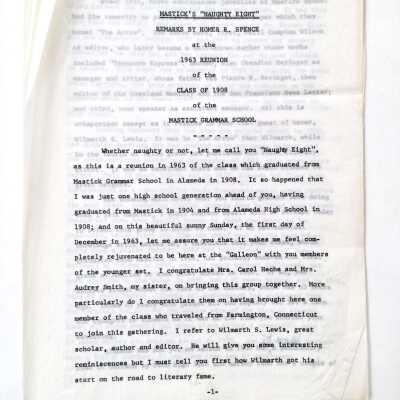 MASTICK'S "NAUGHTY EIGHT"
REMARKS BY HOMER R. SPENCE
at the
1963 REUNION
of the
CLASS OF 1908
of the
MASTICK GRAMMAR SCHOOL
- - - - -
Whether naughty or not, let me call you "Naughty Eight",
as this is a reunion in 1963 of the class which graduated from
Mastick Grammar School in Alameda in 1908. It so happened that
I was just one high school generation ahead of you, having
graduated from Mastick in 1904 and from Alameda High School in
1908; and on this beautiful sunny Sunday, the first day of
December in 1963, let me assure you that it makes me feel com-
pletely rejuvenated to be here at the "Galleon" with you members
of the younger set. I congratulate Mrs. Carol Heche and Mrs.
Audrey Smith, my sister, on bringing this group together. More
particularly do I congratulate them on having brought here one
member of the class who traveled from Farmington, Connecticut
to join this gathering. I refer to Wilmarth S. Lewis, great
scholar, author and editor. He will give you some interesting
reminiscences but I must tell you first how Wilmarth got his
start on the road to literary fame.
-1-